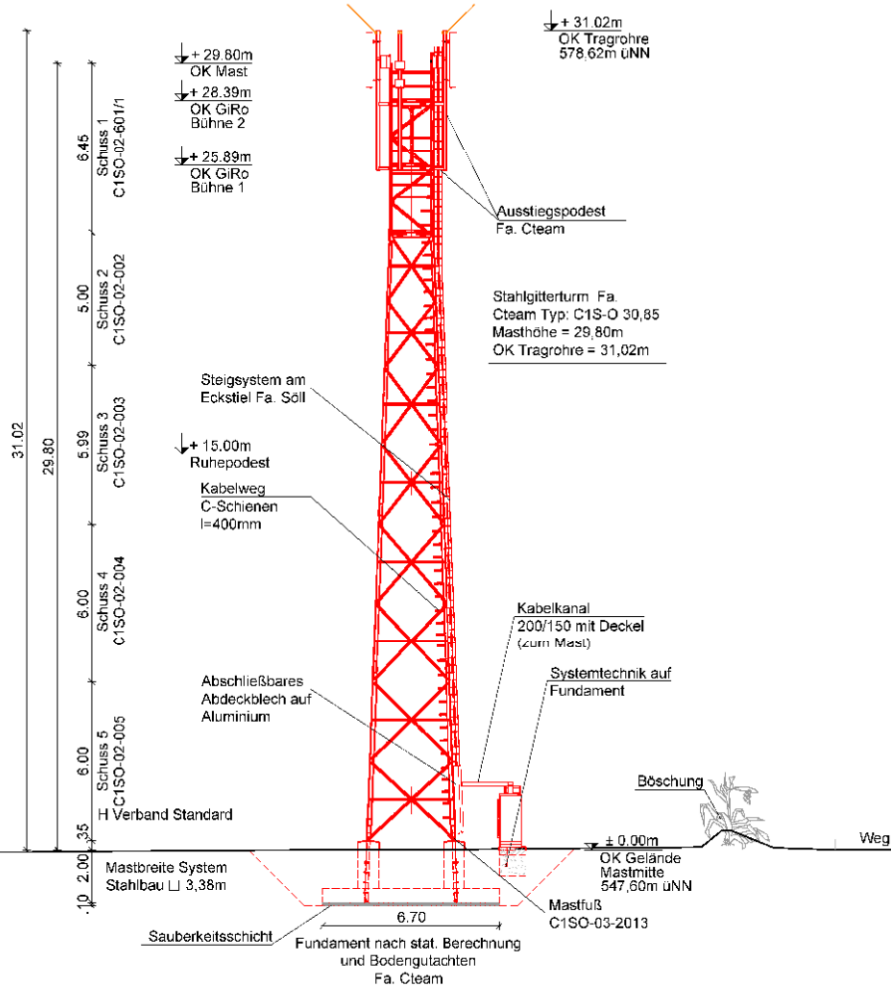 + 31.02m
OK Tragrohre
578,62m üNN
+ 29.80m
OK Mast
+ 28.39m
OK GiRo
Bühne 2
+ 25.89m
OK GiRo
Bühne 1
6.45
Schuss 1
C1SO-02-601/1
Ausstiegspodest
Fa. Cteam
5.00
Schuss 2
C1SO-02-002
Stahlgitterturm Fa.
Cteam Typ: C1S-O 30,85
Masthöhe = 29,80m
OK Tragrohre = 31,02m
Steigsystem am
Eckstiel Fa. Söll
31.02
29.80
5.99
Schuss 3
C1SO-02-003
+ 15.00m
Ruhepodest
Kabelweg
C-Schienen
l=400mm
6.00
Schuss 4
C1SO-02-004
Kabelkanal
200/150 mit Deckel
(zum Mast)
Abschließbares
Abdeckblech auf
Aluminium
Systemtechnik auf
Fundament
6.00
Schuss 5
C1SO-02-005
Böschung
H Verband Standard
.35
± 0.00m
OK Gelände
Mastmitte
547,60m üNN
Weg
2.00
Mastbreite System
Stahlbau 3,38m
.10
6.70
Mastfuß
C1SO-03-2013
Sauberkeitsschicht
Fundament nach stat. Berechnung
und Bodengutachten
Fa. Cteam